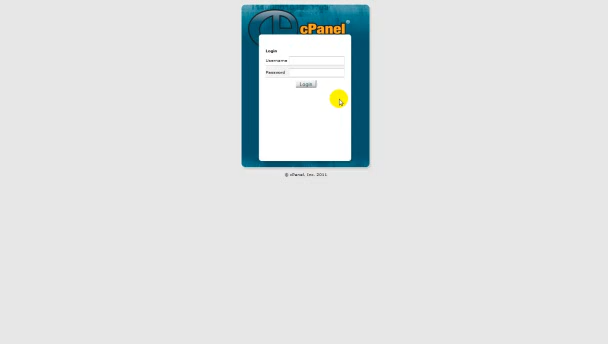 cPanel®
Login
Username
Password
Login
© cPanel, Inc. 2011